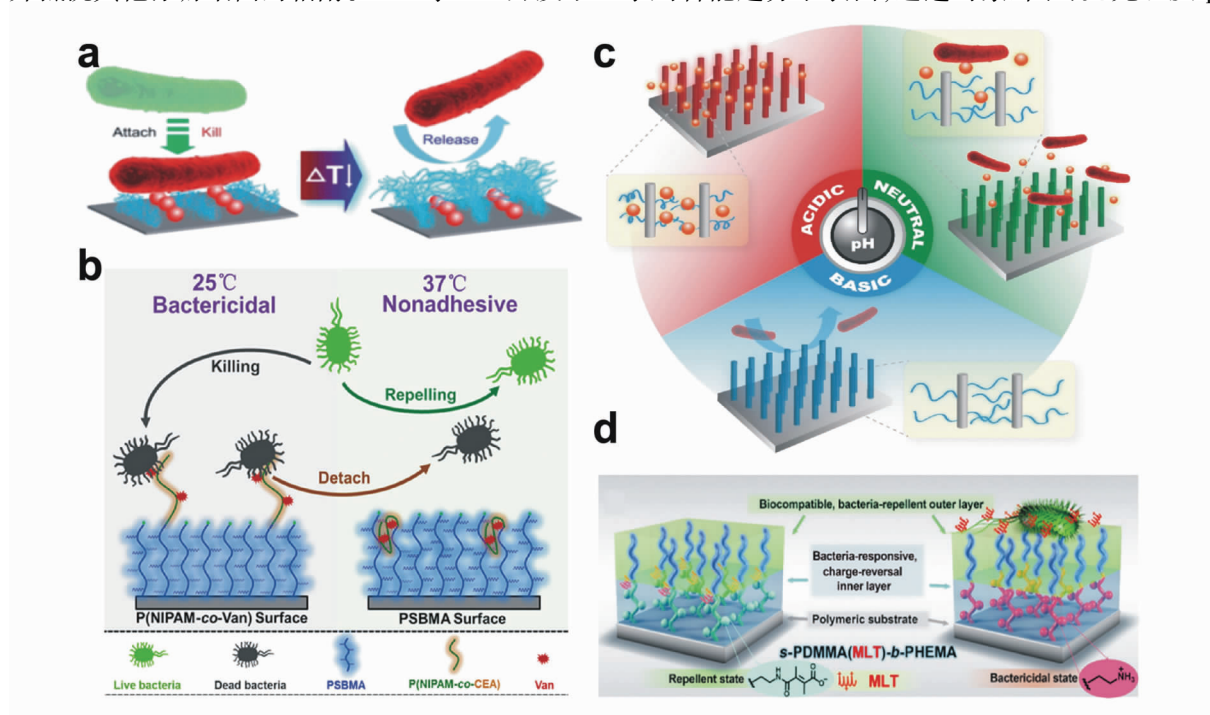 a
Attach
Kill
ΔT↓
Release
b
25℃
Bactericidal
37℃
Nonadhesive
Killing
Repelling
Detach
P(NIPAM-co-Van) Surface
PSBMA Surface
Live bacteria
Dead bacteria
PSBMA
P(NIPAM-co-CEA)
Van
c
ACIDIC
NEUTRAL
pH
BASIC
d
Biocompatible, bacteria-repellent outer layer
Bacteria-responsive,
charge-reversal
inner layer
Polymeric substrate
s-PDMMA(MLT)-b-PHEMA
Repellent state
MLT
Bactericidal state
H
N
O
O
O⁻
NH₃
+